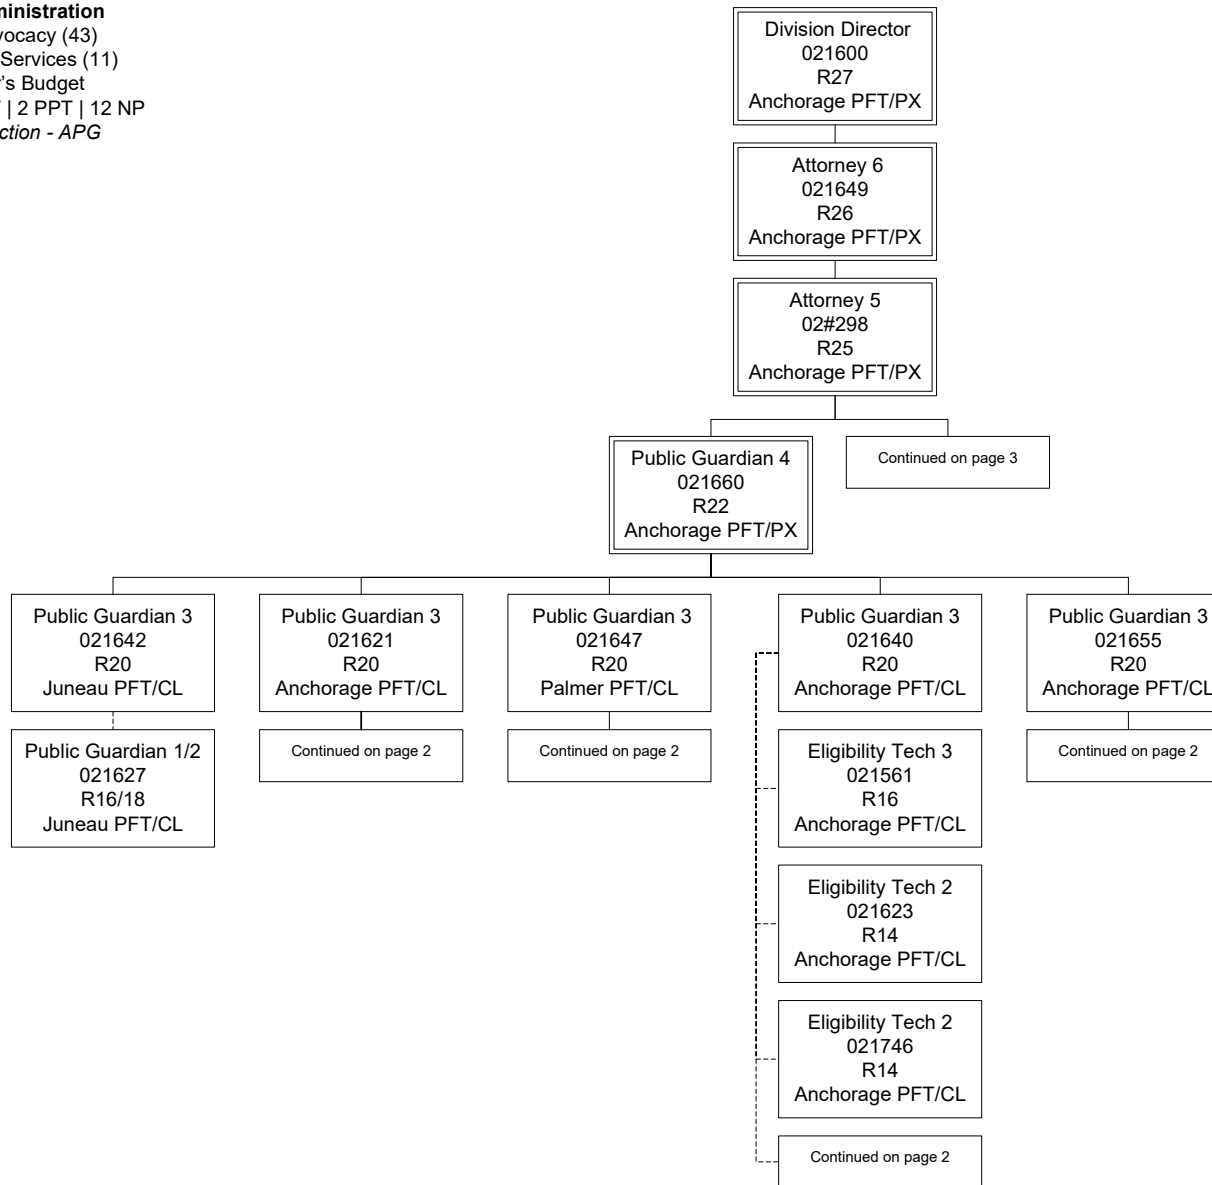 ministration
vocacy (43)
Services (11)
r's Budget
| 2 PPT | 12 NP
ction - APG
Division Director
021600
R27
Anchorage PFT/PX
Attorney 6
021649
R26
Anchorage PFT/PX
Attorney 5
02#298
R25
Anchorage PFT/PX
Public Guardian 4
021660
R22
Anchorage PFT/PX
Continued on page 3
Public Guardian 3
021642
R20
Juneau PFT/CL
Public Guardian 3
021621
R20
Anchorage PFT/CL
Public Guardian 3
021647
R20
Palmer PFT/CL
Public Guardian 3
021640
R20
Anchorage PFT/CL
Public Guardian 3
021655
R20
Anchorage PFT/CL
Public Guardian 1/2
021627
R16/18
Juneau PFT/CL
Continued on page 2
Continued on page 2
Eligibility Tech 3
021561
R16
Anchorage PFT/CL
Continued on page 2
Eligibility Tech 2
021623
R14
Anchorage PFT/CL
Eligibility Tech 2
021746
R14
Anchorage PFT/CL
Continued on page 2